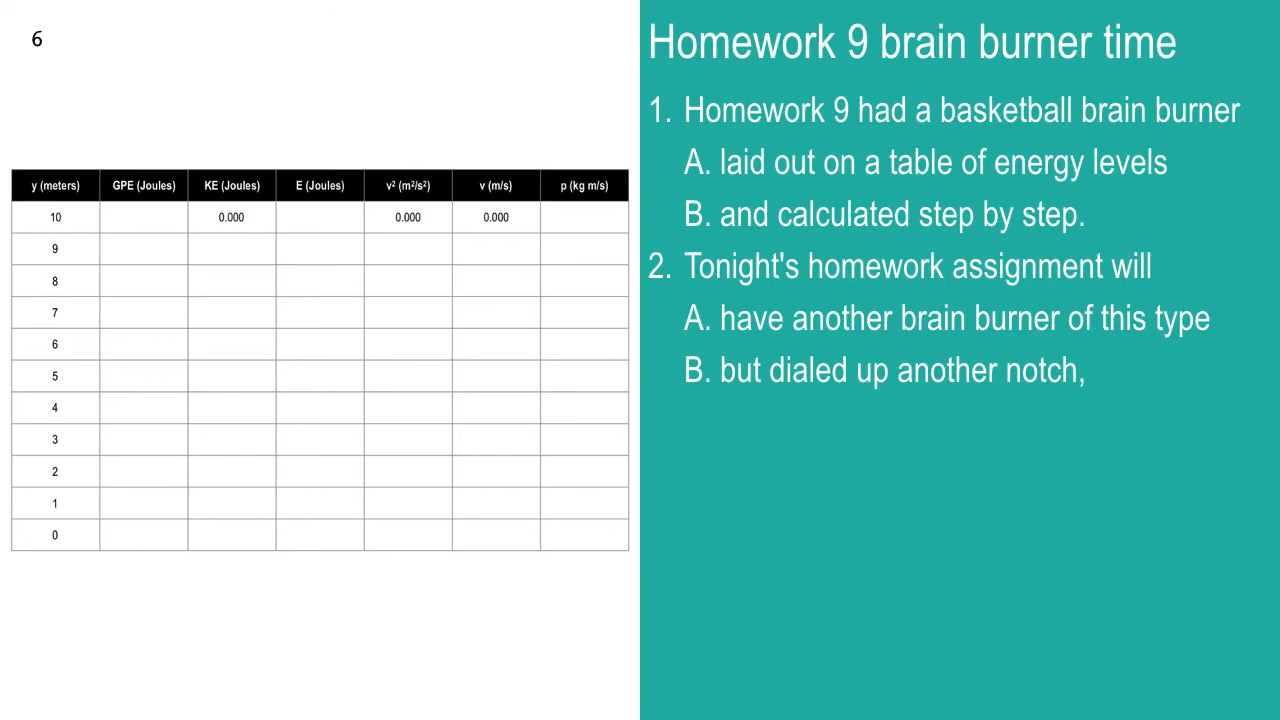 6
y (meters) GPE (Joules) KE (Joules) E (Joules) v² (m²/s²) v (m/s) p (kg m/s)
10 0.000 0.000 0.000
9
8
7
6
5
4
3
2
1
0
Homework 9 brain burner time
1. Homework 9 had a basketball brain burner
A. laid out on a table of energy levels
B. and calculated step by step.
2. Tonight's homework assignment will
A. have another brain burner of this type
B. but dialed up another notch,